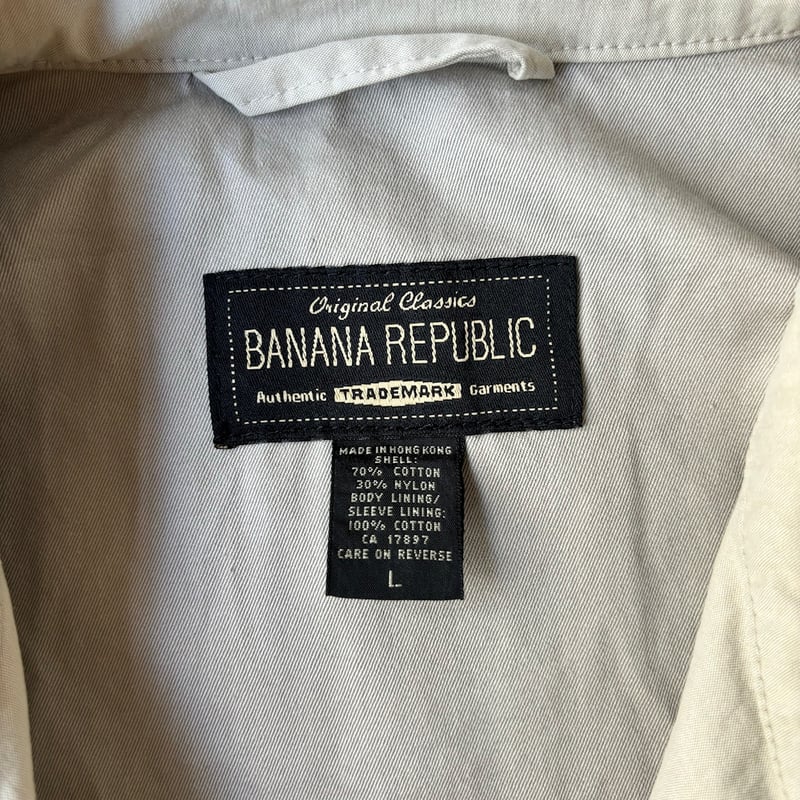 Original Classics
BANANA REPUBLIC
Authentic TRADEMARK Garments
MADE IN HONG KONG
SHELL:
70% COTTON
30% NYLON
BODY LINING/
SLEEVE LINING:
100% COTTON
CA 17897
CARE ON REVERSE
L